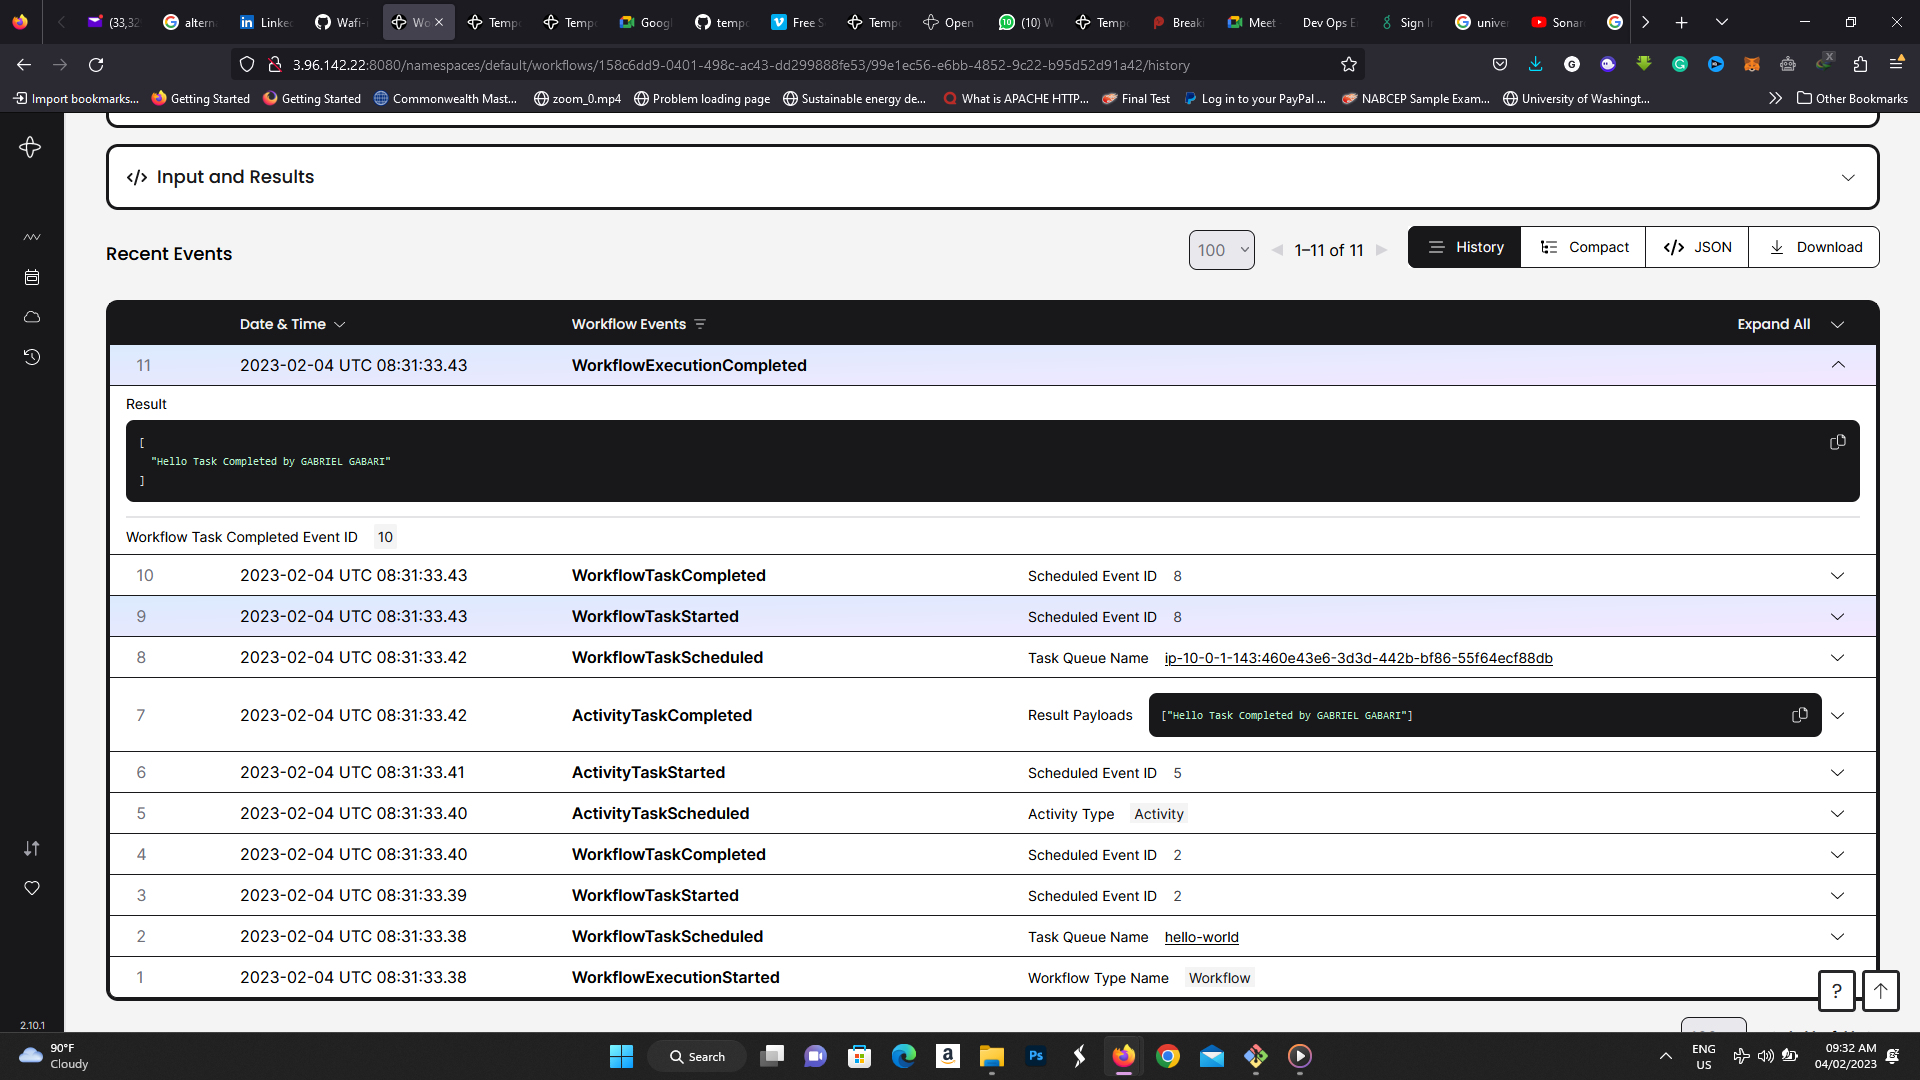 (33,32
altern
Linke
Wafi-i
Wo
Temp
Temp
Goog
temp
Free S
Temp
Open
(10) W
Temp
Breaki
Meet
Dev Ops E
Sign I
unive
Sonar
3.96.142.22:8080/namespaces/default/workflows/158c6dd9-0401-498c-ac43-dd299888fe53/99e1ec56-e6bb-4852-9c22-b95d52d91a42/history
Import bookmarks...
Getting Started
Getting Started
Commonwealth Mast...
zoom_0.mp4
Problem loading page
Sustainable energy de...
What is APACHE HTTP...
Final Test
Log in to your PayPal ...
NABCEP Sample Exam...
University of Washingt...
Other Bookmarks
</> Input and Results
Recent Events
100
1–11 of 11
History
Compact
</> JSON
Download
Date & Time
Workflow Events
Expand All
11 2023-02-04 UTC 08:31:33.43 WorkflowExecutionCompleted
Result
[
"Hello Task Completed by GABRIEL GABARI"
]
Workflow Task Completed Event ID 10
10 2023-02-04 UTC 08:31:33.43 WorkflowTaskCompleted Scheduled Event ID 8
9 2023-02-04 UTC 08:31:33.43 WorkflowTaskStarted Scheduled Event ID 8
8 2023-02-04 UTC 08:31:33.42 WorkflowTaskScheduled Task Queue Name ip-10-0-1-143:460e43e6-3d3d-442b-bf86-55f64ecf88db
7 2023-02-04 UTC 08:31:33.42 ActivityTaskCompleted Result Payloads ["Hello Task Completed by GABRIEL GABARI"]
6 2023-02-04 UTC 08:31:33.41 ActivityTaskStarted Scheduled Event ID 5
5 2023-02-04 UTC 08:31:33.40 ActivityTaskScheduled Activity Type Activity
4 2023-02-04 UTC 08:31:33.40 WorkflowTaskCompleted Scheduled Event ID 2
3 2023-02-04 UTC 08:31:33.39 WorkflowTaskStarted Scheduled Event ID 2
2 2023-02-04 UTC 08:31:33.38 WorkflowTaskScheduled Task Queue Name hello-world
1 2023-02-04 UTC 08:31:33.38 WorkflowExecutionStarted Workflow Type Name Workflow
?
2.10.1
90°F
Cloudy
Search
ENG
US
09:32 AM
04/02/2023